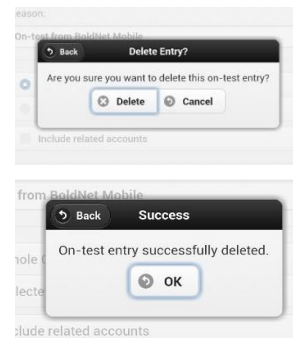 eason:
On-test from BoldNet Mobile
Back Delete Entry?
Are you sure you want to delete this on-test entry?
Delete Cancel
Include related accounts
from BoldNet Mobile
Back Success
On-test entry successfully deleted.
OK
clude related accounts